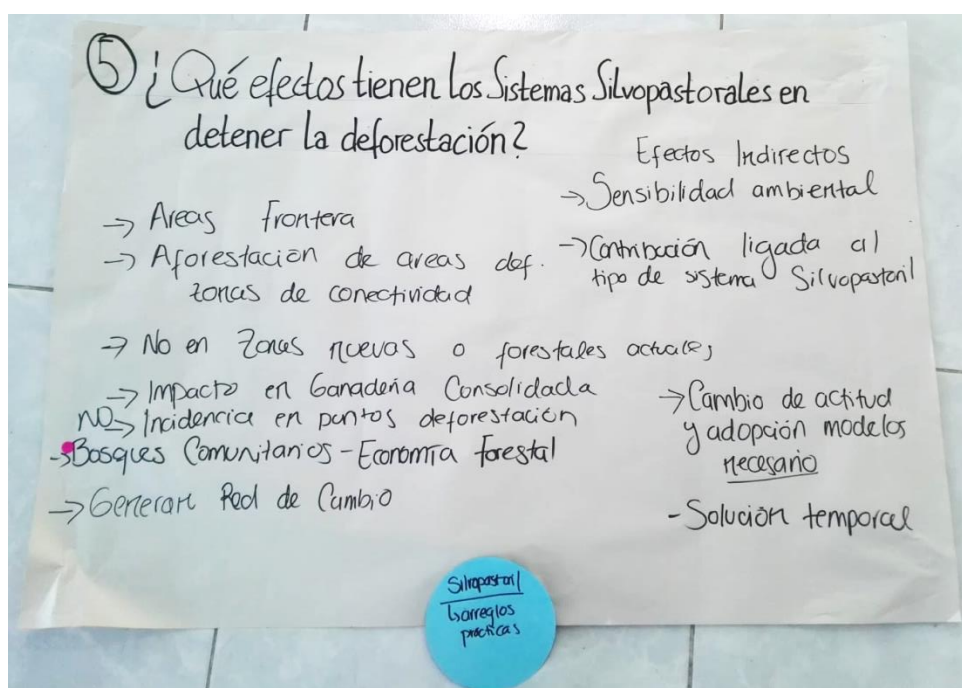 ⑤ ¿Qué efectos tienen los Sistemas Silvopastorales en
detener la deforestación?
→ Areas frontera
→ Aforestación de areas def.
zonas de conectividad
→ No en zonas nuevas o forestales actuales
→ Impacto en Ganadería Consolidada
NO→ Incidencia en puntos deforestación
→ Bosques Comunitarios - Economía forestal
→ Generar Red de Cambio
Efectos Indirectos
→ Sensibilidad ambiental
→ Contribución ligada al
tipo de sistema Silvopastoril
→ Cambio de actitud
y adopción modelos
necesario
- Solución temporal
Silvopastoril
↳ arreglos
prácticas